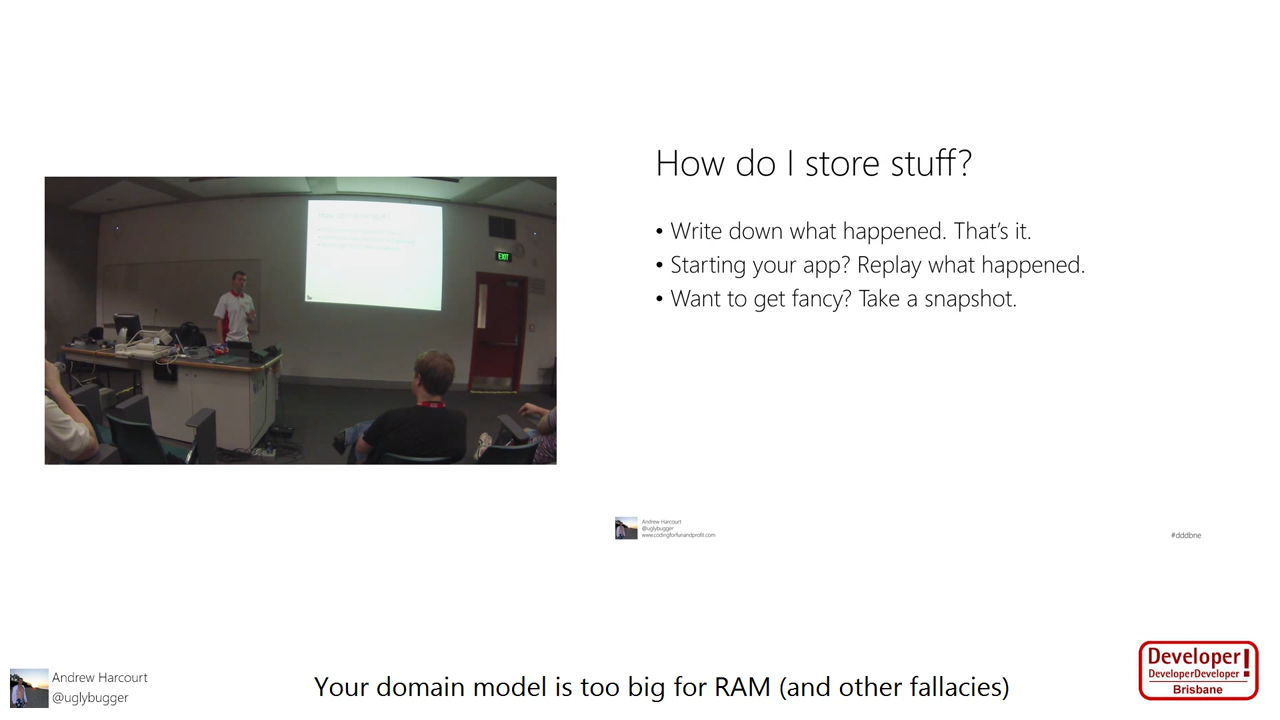 How do I store stuff?
• Write down what happened. That's it.
• Starting your app? Replay what happened.
• Want to get fancy? Take a snapshot.
EXIT
Andrew Harcourt
@uglybugger
www.codingforfunandprofit.com
#dddbne
Andrew Harcourt
@uglybugger
Your domain model is too big for RAM (and other fallacies)
Developer!
DeveloperDeveloper
Brisbane